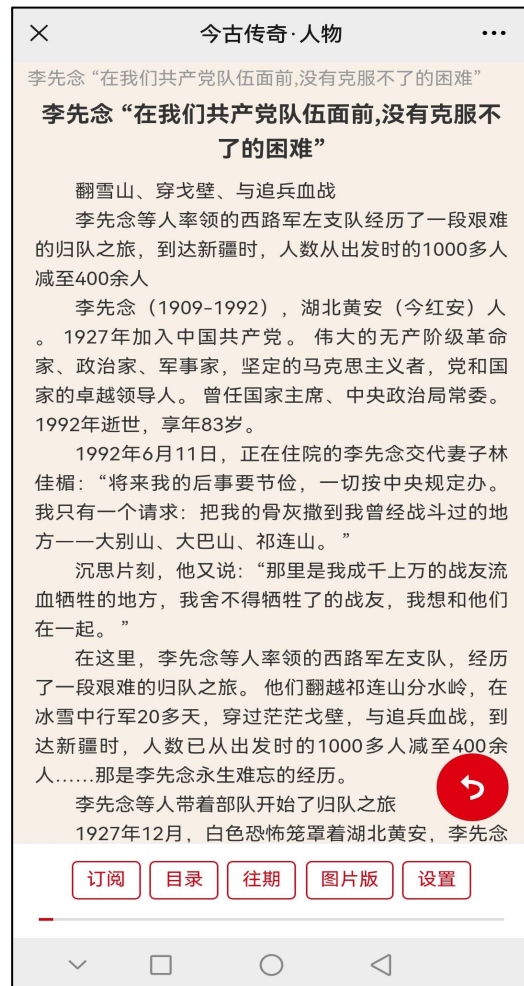 今古传奇·人物
李先念 “在我们共产党队伍面前,没有克服不了的困难”
李先念 “在我们共产党队伍面前,没有克服不
了的困难”
翻雪山、穿戈壁、与追兵血战
李先念等人率领的西路军左支队经历了一段艰难
的归队之旅，到达新疆时，人数从出发时的1000多人
减至400余人
李先念（1909-1992），湖北黄安（今红安）人
。 1927年加入中国共产党。 伟大的无产阶级革命
家、政治家、军事家，坚定的马克思主义者，党和国
家的卓越领导人。 曾任国家主席、中央政治局常委。
1992年逝世，享年83岁。
1992年6月11日，正在住院的李先念交代妻子林
佳楣：“将来我的后事要节俭，一切按中央规定办。
我只有一个请求：把我的骨灰撒到我曾经战斗过的地
方——大别山、大巴山、祁连山。”
沉思片刻，他又说：“那里是我成千上万的战友流
血牺牲的地方，我舍不得牺牲了的战友，我想和他们
在一起。”
在这里，李先念等人率领的西路军左支队，经历
了一段艰难的归队之旅。 他们翻越祁连山分水岭，在
冰雪中行军20多天，穿过茫茫戈壁，与追兵血战，到
达新疆时，人数已从出发时的1000多人减至400余
人……那是李先念永生难忘的经历。
李先念等人带着部队开始了归队之旅
1927年12月，白色恐怖笼罩着湖北黄安，李先念
订阅 目录 往期 图片版 设置